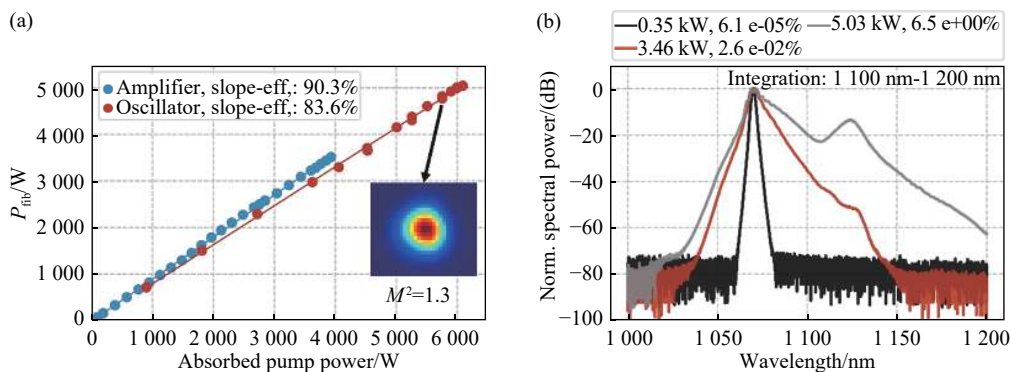 (a)
5 000
4 000
3 000
2 000
1 000
0
P_fib/W
Amplifier, slope-eff,: 90.3%
Oscillator, slope-eff,: 83.6%
M²=1.3
0 1 000 2 000 3 000 4 000 5 000 6 000
Absorbed pump power/W
(b)
0.35 kW, 6.1 e-05% 5.03 kW, 6.5 e+00%
3.46 kW, 2.6 e-02%
Integration: 1 100 nm-1 200 nm
0
−20
−40
−60
−80
−100
Norm. spectral power/(dB)
1 000 1 050 1 100 1 150 1 200
Wavelength/nm